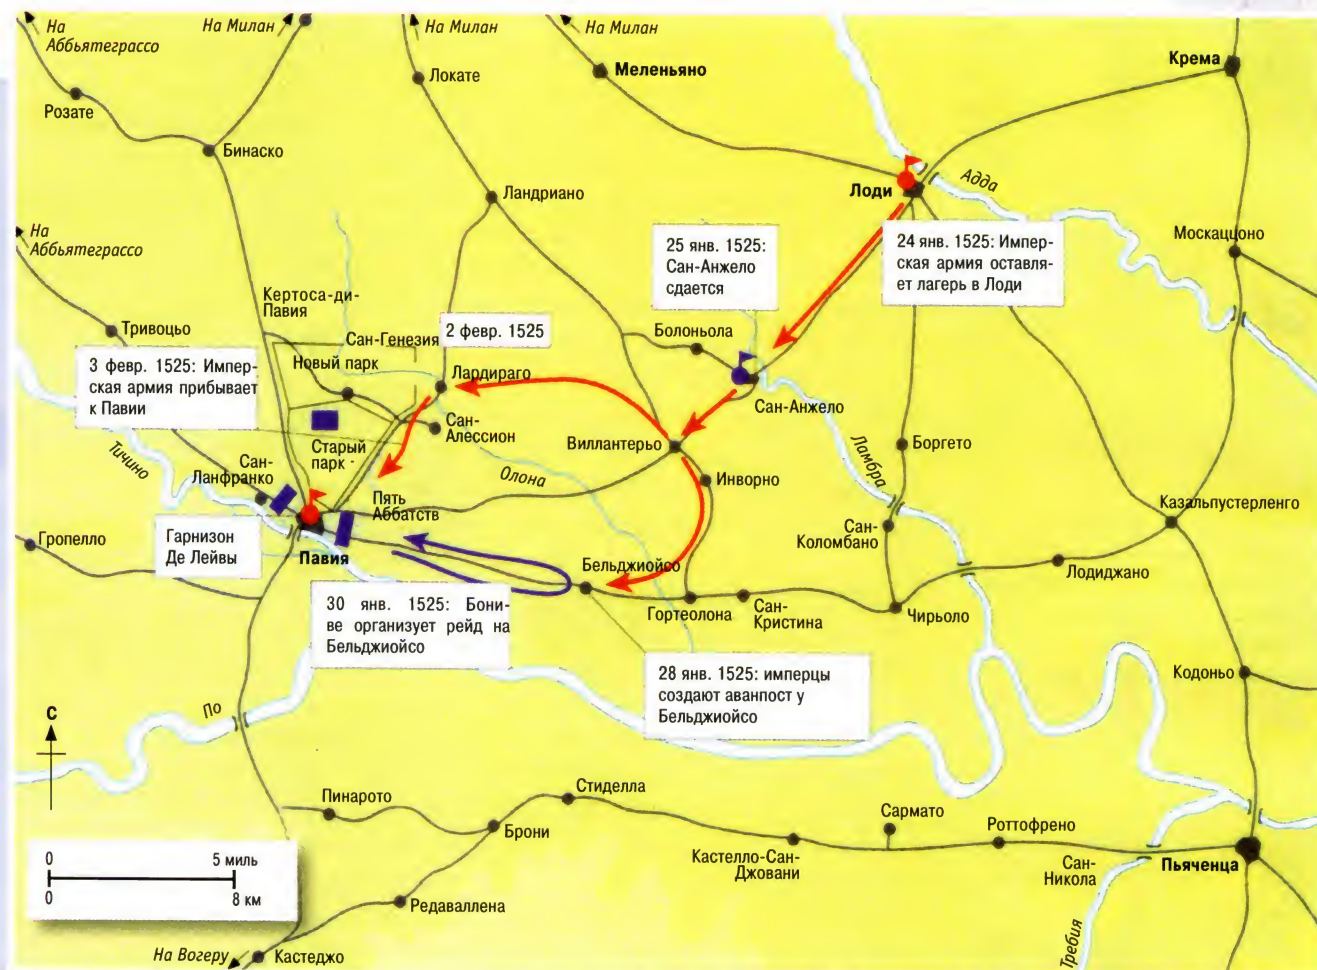 На
Аббьятеграссо
На Милан
На Милан
На Милан
Розате
Бинаско
Локате
Меленьяно
Крема
Ландриано
Лоди
Адда
Москаццоно
На
Аббьятеграссо
25 янв. 1525:
Сан-Анжело
сдается
24 янв. 1525: Импер-
ская армия оставля-
ет лагерь в Лоди
Кертоса-ди-
Павия
Тривоцьо
Сан-Генезия
2 февр. 1525
Болоньола
3 февр. 1525: Импер-
ская армия прибывает
к Павии
Новый парк
Лардираго
Сан-Анжело
Сан-
Алессион
Старый
парк
Виллантерьо
Боргето
Тичино
Сан-
Ланфранко
Олона
Инворно
Ламбра
Пять
Аббатств
Казальпустерленго
Гропелло
Гарнизон
Де Лейвы
Павия
Сан-
Коломбано
Бельджиойсо
Лодиджано
30 янв. 1525: Бони-
ве организует рейд на
Бельджиойсо
Гортеолона
Сан-
Кристина
Чирьоло
28 янв. 1525: имперцы
создают аванпост у
Бельджиойсо
Кодоньо
С
По
Пинарото
Стиделла
Брони
Сармато
Роттофрено
Кастелло-Сан-
Джовани
Сан-
Никола
Пьяченца
0 5 миль
0 8 км
Редаваллена
Требия
На Вогеру
Кастеджо